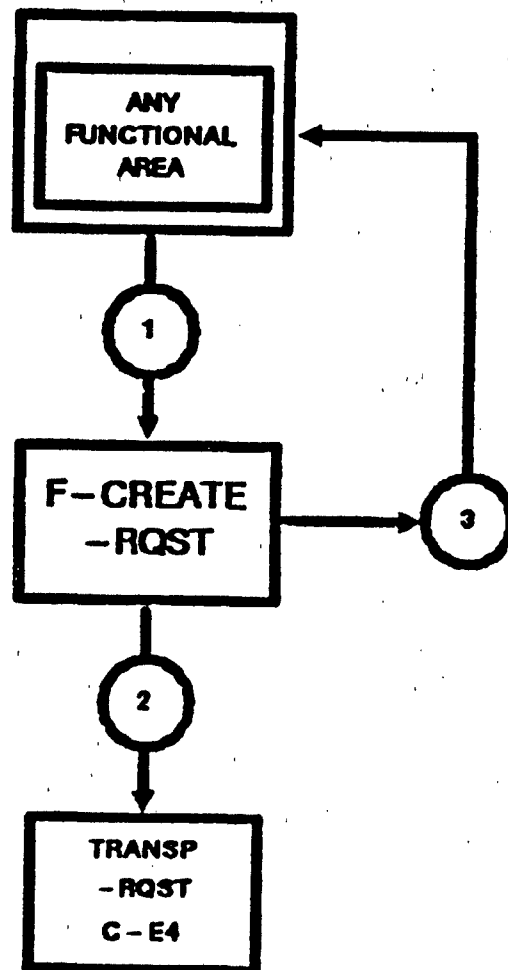 ANY
FUNCTIONAL
AREA
1
F-CREATE
-RQST
3
2
TRANSP
-RQST
C-E4